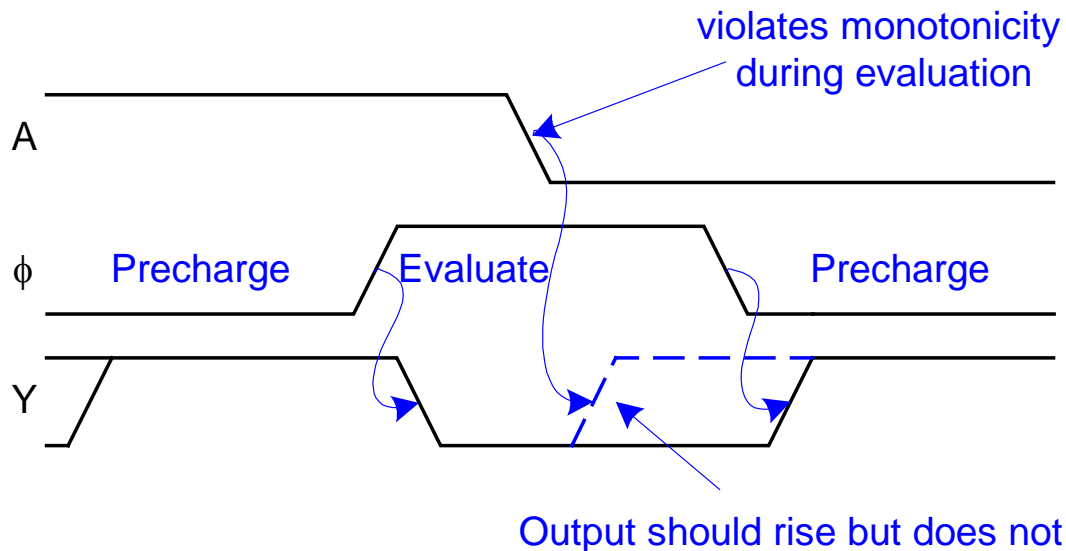 violates monotonicity
during evaluation
A
ϕ
Precharge
Evaluate
Precharge
Y
Output should rise but does not